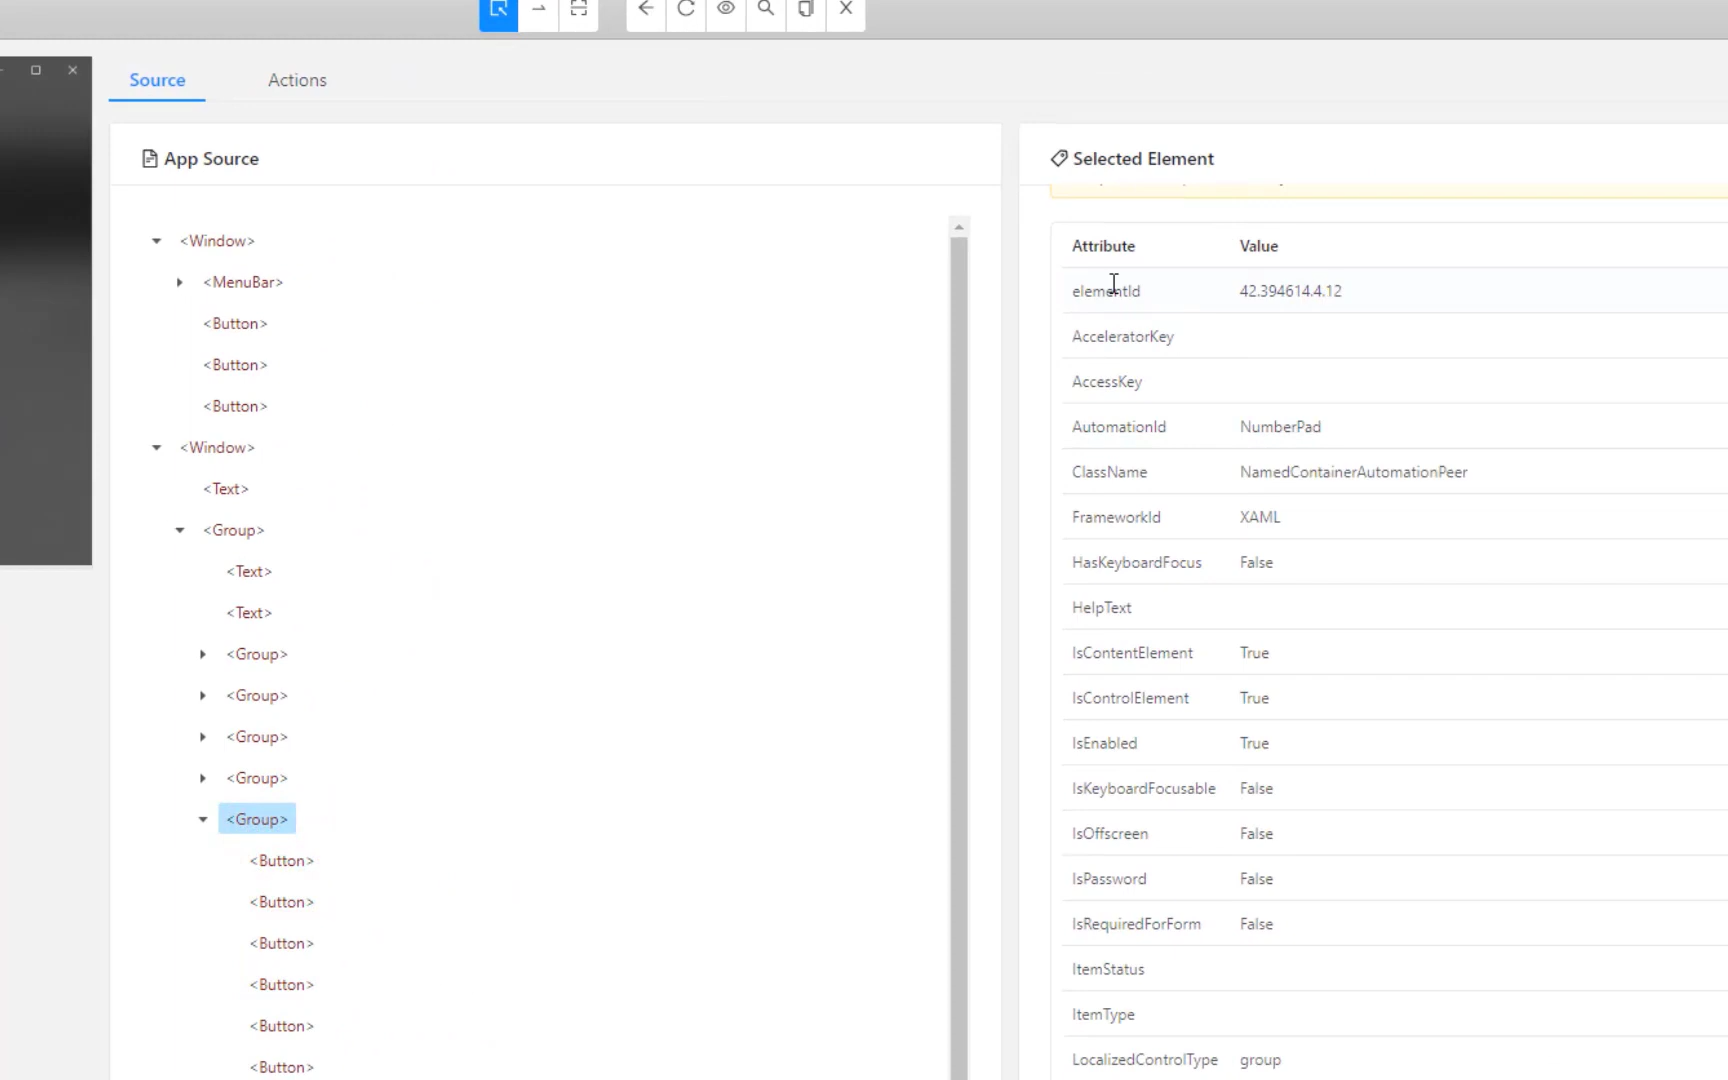 Source
Actions
App Source
<Window>
<MenuBar>
<Button>
<Button>
<Button>
<Window>
<Text>
<Group>
<Text>
<Text>
<Group>
<Group>
<Group>
<Group>
<Group>
<Button>
<Button>
<Button>
<Button>
<Button>
<Button>
Selected Element
Attribute Value
elementId 42.394614.4.12
AcceleratorKey
AccessKey
AutomationId NumberPad
ClassName NamedContainerAutomationPeer
FrameworkId XAML
HasKeyboardFocus False
HelpText
IsContentElement True
IsControlElement True
IsEnabled True
IsKeyboardFocusable False
IsOffscreen False
IsPassword False
IsRequiredForForm False
ItemStatus
ItemType
LocalizedControlType group